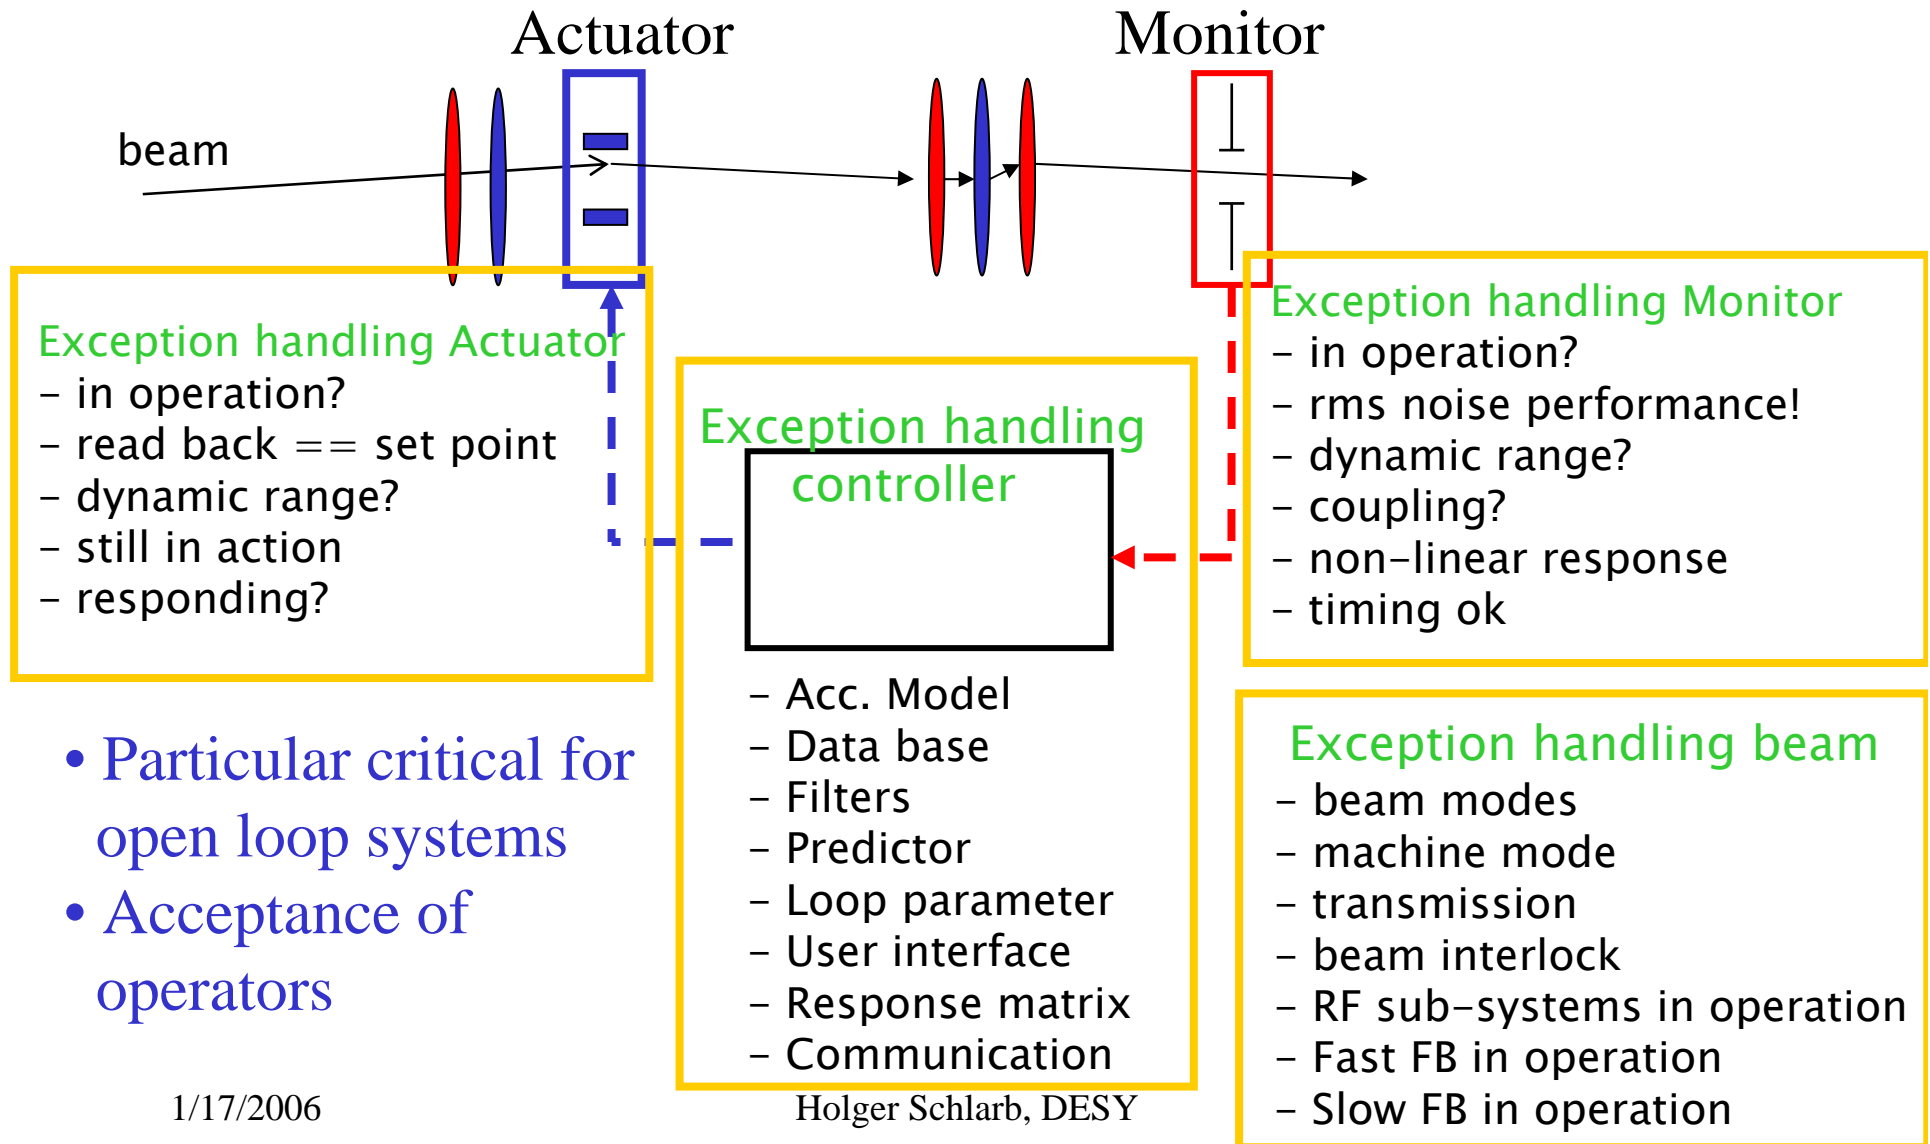 Actuator
Monitor
beam
Exception handling Actuator
– in operation?
– read back == set point
– dynamic range?
– still in action
– responding?
Exception handling
controller
– Acc. Model
– Data base
– Filters
– Predictor
– Loop parameter
– User interface
– Response matrix
– Communication
Exception handling Monitor
– in operation?
– rms noise performance!
– dynamic range?
– coupling?
– non–linear response
– timing ok
• Particular critical for
open loop systems
• Acceptance of
operators
Exception handling beam
– beam modes
– machine mode
– transmission
– beam interlock
– RF sub–systems in operation
– Fast FB in operation
– Slow FB in operation
1/17/2006
Holger Schlarb, DESY